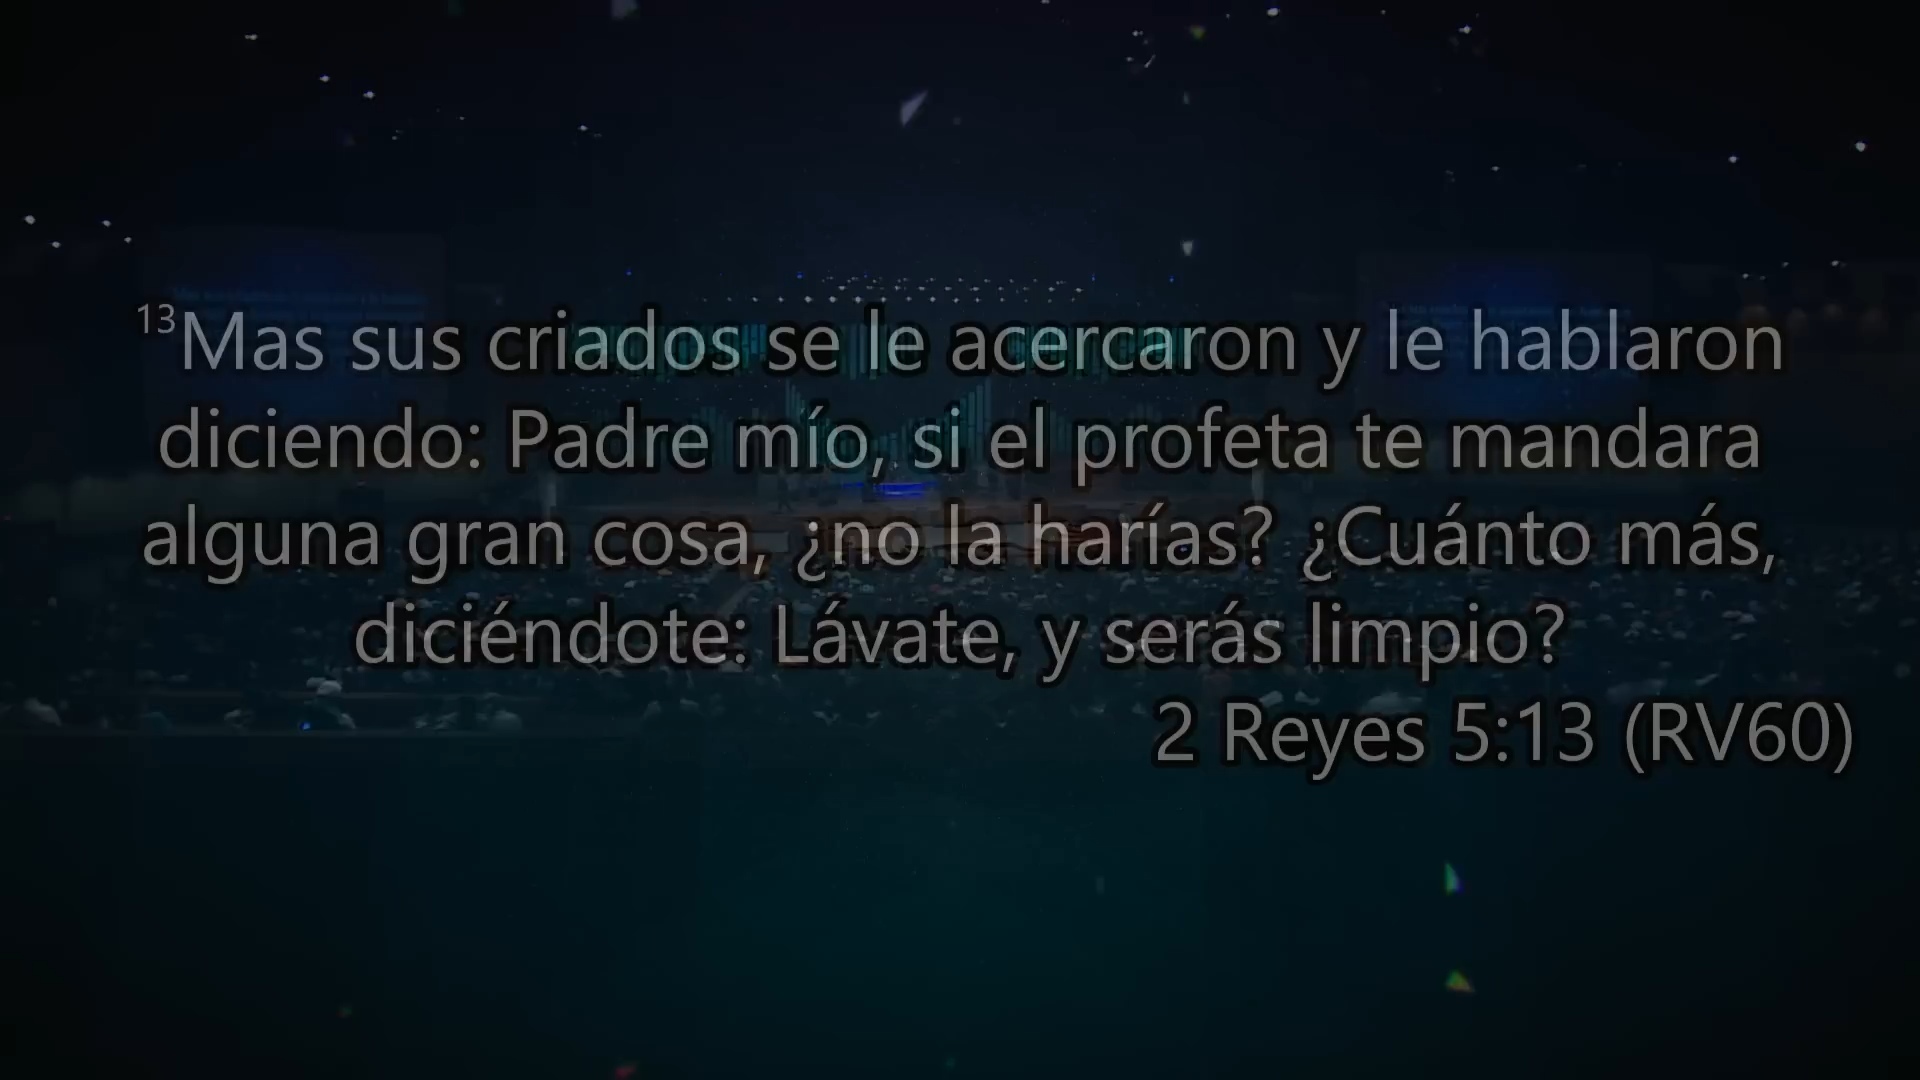 13Mas sus criados se le acercaron y le hablaron
diciendo: Padre mío, si el profeta te mandara
alguna gran cosa, ¿no la harías? ¿Cuánto más,
diciéndote: Lávate, y serás limpio?
2 Reyes 5:13 (RV60)